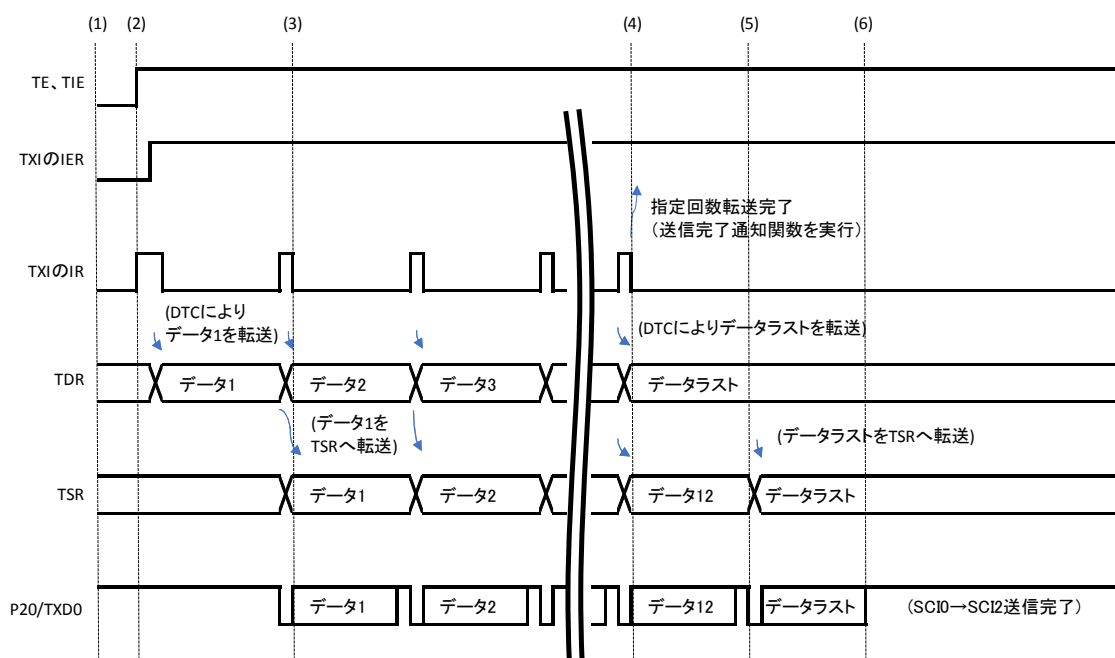 (1) (2) (3) (4) (5) (6)
TE、TIE
TXIのIER
指定回数転送完了
（送信完了通知関数を実行）
TXIのIR
(DTCにより
データ1を転送)
(DTCによりデータラストを転送)
TDR データ1 データ2 データ3 データラスト
(データ1を
TSRへ転送)
(データラストをTSRへ転送)
TSR データ1 データ2 データ12 データラスト
P20/TXD0 データ1 データ2 データ12 データラスト (SCI0→SCI2送信完了)